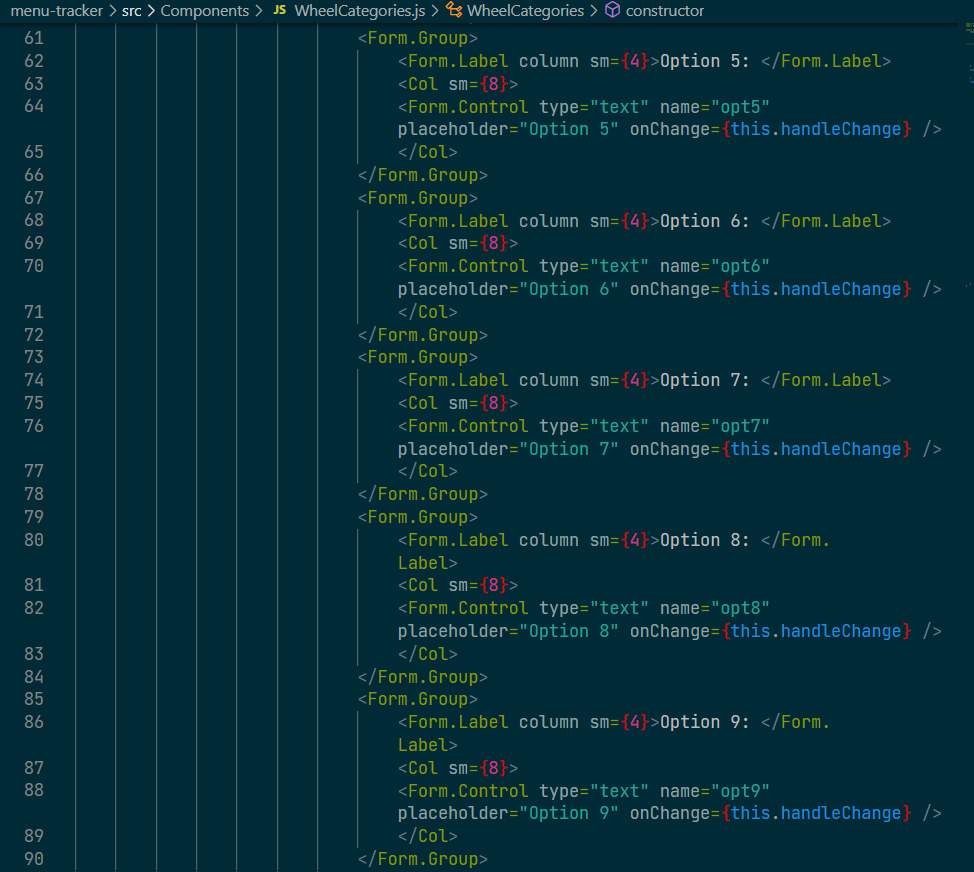 menu-tracker > src > Components > JS WheelCategories.js > WheelCategories > constructor
61 <Form.Group>
62 <Form.Label column sm={4}>Option 5: </Form.Label>
63 <Col sm={8}>
64 <Form.Control type="text" name="opt5"
placeholder="Option 5" onChange={this.handleChange} />
65 </Col>
66 </Form.Group>
67 <Form.Group>
68 <Form.Label column sm={4}>Option 6: </Form.Label>
69 <Col sm={8}>
70 <Form.Control type="text" name="opt6"
placeholder="Option 6" onChange={this.handleChange} />
71 </Col>
72 </Form.Group>
73 <Form.Group>
74 <Form.Label column sm={4}>Option 7: </Form.Label>
75 <Col sm={8}>
76 <Form.Control type="text" name="opt7"
placeholder="Option 7" onChange={this.handleChange} />
77 </Col>
78 </Form.Group>
79 <Form.Group>
80 <Form.Label column sm={4}>Option 8: </Form.
Label>
81 <Col sm={8}>
82 <Form.Control type="text" name="opt8"
placeholder="Option 8" onChange={this.handleChange} />
83 </Col>
84 </Form.Group>
85 <Form.Group>
86 <Form.Label column sm={4}>Option 9: </Form.
Label>
87 <Col sm={8}>
88 <Form.Control type="text" name="opt9"
placeholder="Option 9" onChange={this.handleChange} />
89 </Col>
90 </Form.Group>